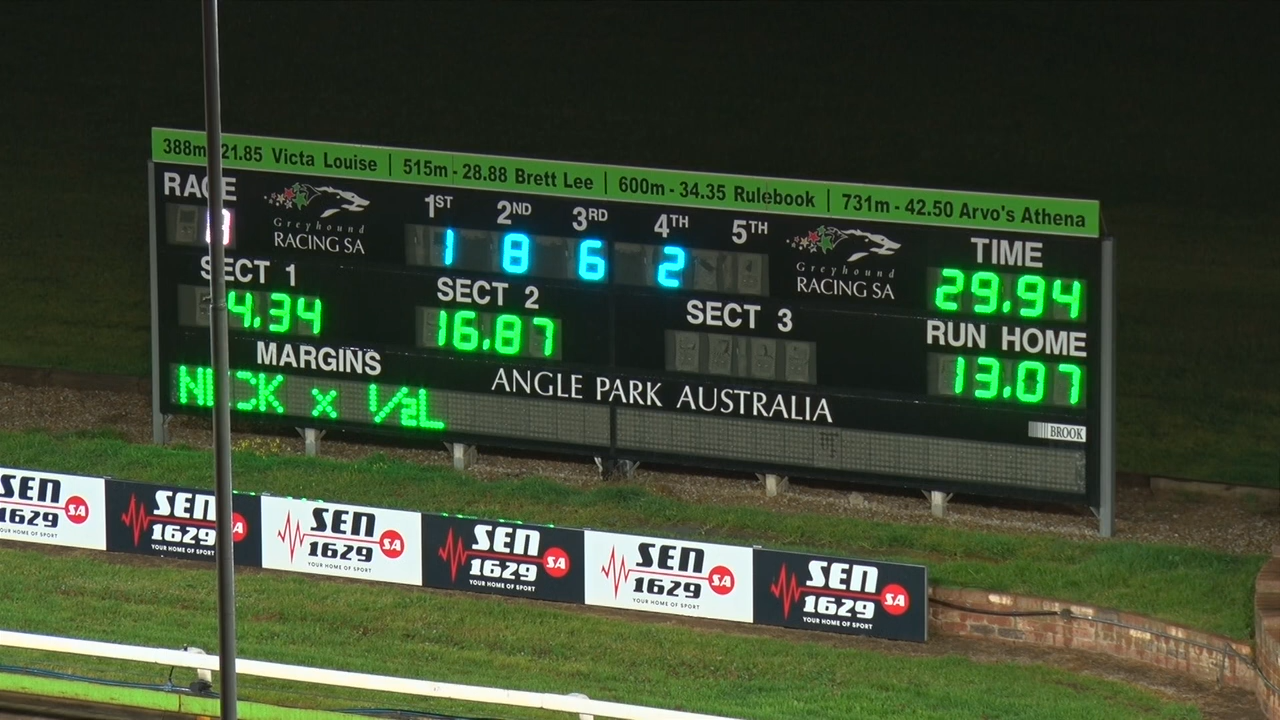 388m 21.85 Victa Louise | 515m - 28.88 Brett Lee | 600m - 34.35 Rulebook | 731m - 42.50 Arvo's Athena
RACE
Greyhound
RACING SA
1ST 2ND 3RD 4TH 5TH
1 8 6 2
Greyhound
RACING SA
TIME
29.94
SECT 1
4.34
SECT 2
16.87
SECT 3
RUN HOME
13.07
MARGINS
NECK x 1/2L
ANGLE PARK AUSTRALIA
BROOK
SEN
1629 SA
YOUR HOME OF SPORT
SEN
1629 SA
YOUR HOME OF SPORT
SEN
1629 SA
YOUR HOME OF SPORT
SEN
1629 SA
YOUR HOME OF SPORT
SEN
1629 SA
YOUR HOME OF SPORT
SEN
1629 SA
YOUR HOME OF SPORT